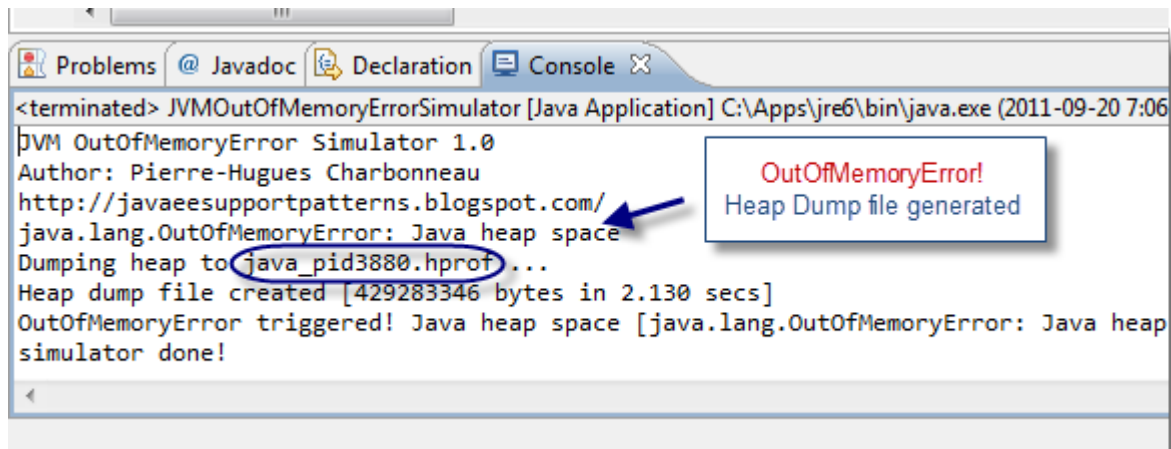 Problems @ Javadoc Declaration Console
<terminated> JVMOutOfMemoryErrorSimulator [Java Application] C:\Apps\jre6\bin\java.exe (2011-09-20 7:06
JVM OutOfMemoryError Simulator 1.0
Author: Pierre-Hugues Charbonneau
http://javaeesupportpatterns.blogspot.com/
java.lang.OutOfMemoryError: Java heap space
OutOfMemoryError!
Heap Dump file generated
Dumping heap to java_pid3880.hprof ...
Heap dump file created [429283346 bytes in 2.130 secs]
OutOfMemoryError triggered! Java heap space [java.lang.OutOfMemoryError: Java heap
simulator done!